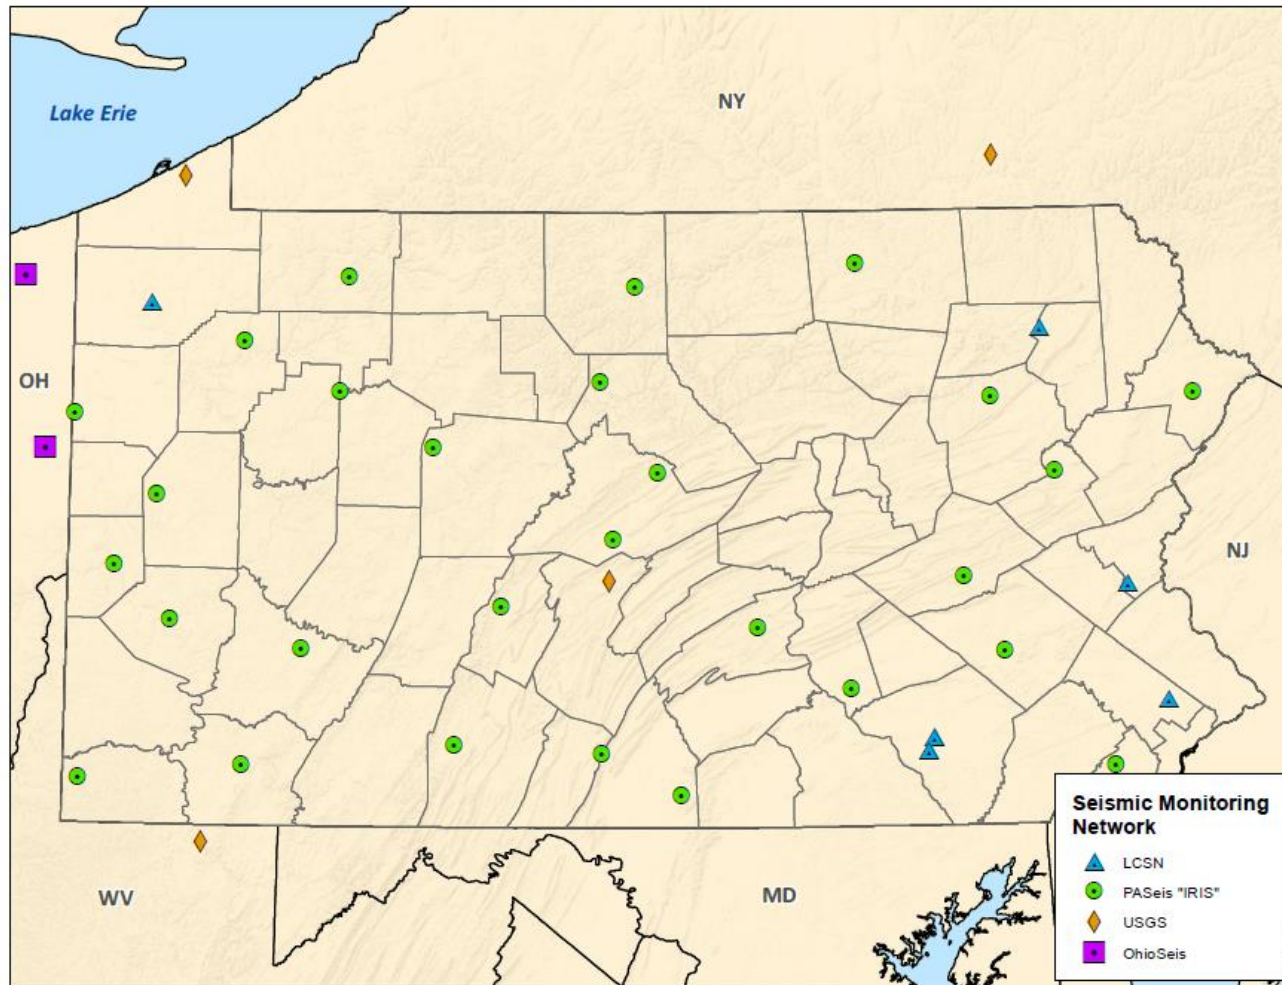 Lake Erie
NY
OH
NJ
WV
MD
Seismic Monitoring
Network
LCSN
PASeis "IRIS"
USGS
OhioSeis